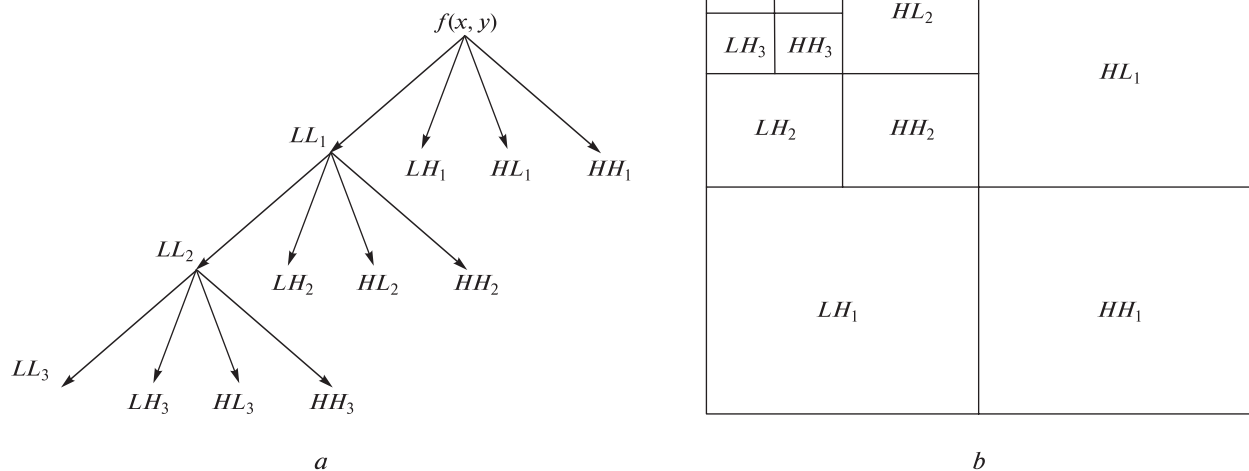 f(x, y)
LL₁
LH₁ HL₁ HH₁
LL₂
LH₂ HL₂ HH₂
LL₃
LH₃ HL₃ HH₃
a
HL₂
LH₃ HH₃
HL₁
LH₂ HH₂
LH₁ HH₁
b